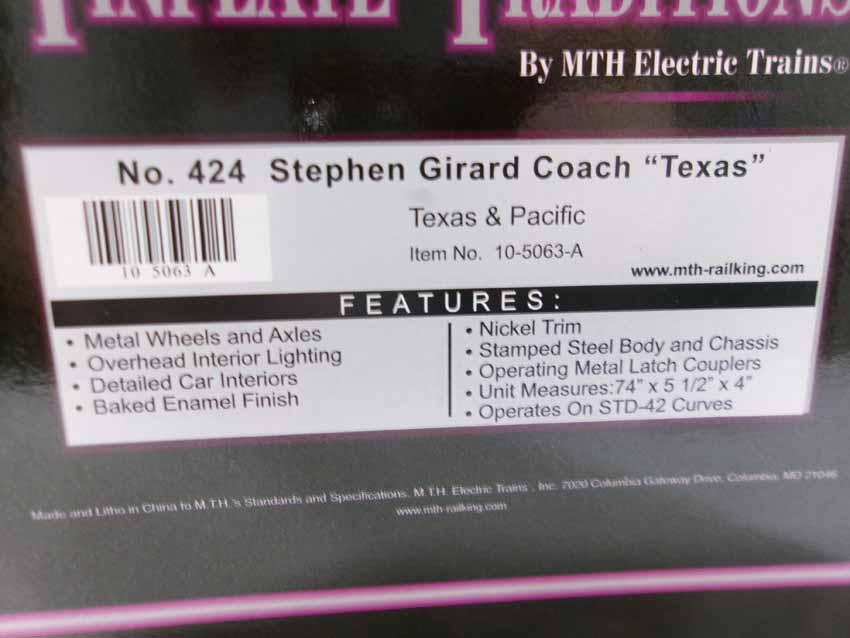 TINPLATE TRADITIONS
By MTH Electric Trains®
No. 424 Stephen Girard Coach “Texas”
Texas & Pacific
10 5063 A
Item No. 10-5063-A
www.mth-railking.com
FEATURES:
• Metal Wheels and Axles
• Overhead Interior Lighting
• Detailed Car Interiors
• Baked Enamel Finish
• Nickel Trim
• Stamped Steel Body and Chassis
• Operating Metal Latch Couplers
• Unit Measures:74” x 5 1/2” x 4”
• Operates On STD-42 Curves
Made and Litho in China to M.T.H.'s Standards and Specifications. M.T.H. Electric Trains , Inc. 7020 Columbia Gateway Drive, Columbia, MD 21046
www.mth-railking.com